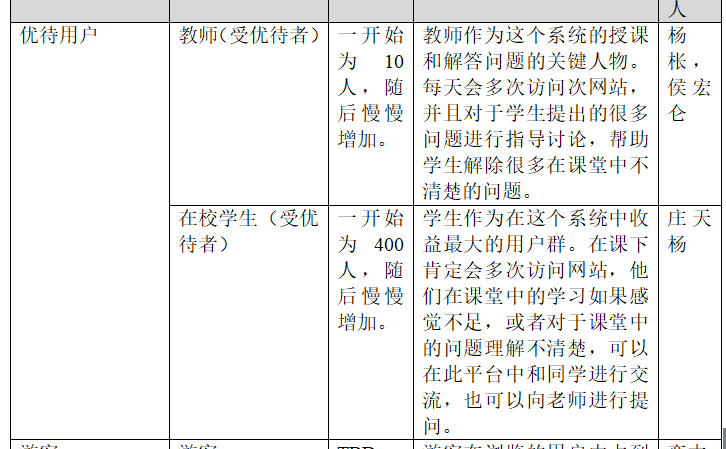 人
优待用户
教师（受优待者）
一开始
为 10
人，随
后慢慢
增加。
教师作为这个系统的授课
和解答问题的关键人物。
每天会多次访问次网站，
并且对于学生提出的很多
问题进行指导讨论，帮助
学生解除很多在课堂中不
清楚的问题。
杨
枨，
侯宏
仑
在校学生（受优
待者）
一开始
为 400
人，随
后慢慢
增加。
学生作为在这个系统中收
益最大的用户群。在课下
肯定会多次访问网站，他
们在课堂中的学习如果感
觉不足，或者对于课堂中
的问题理解不清楚，可以
在此平台中和同学进行交
流，也可以向老师进行提
问。
庄天
杨